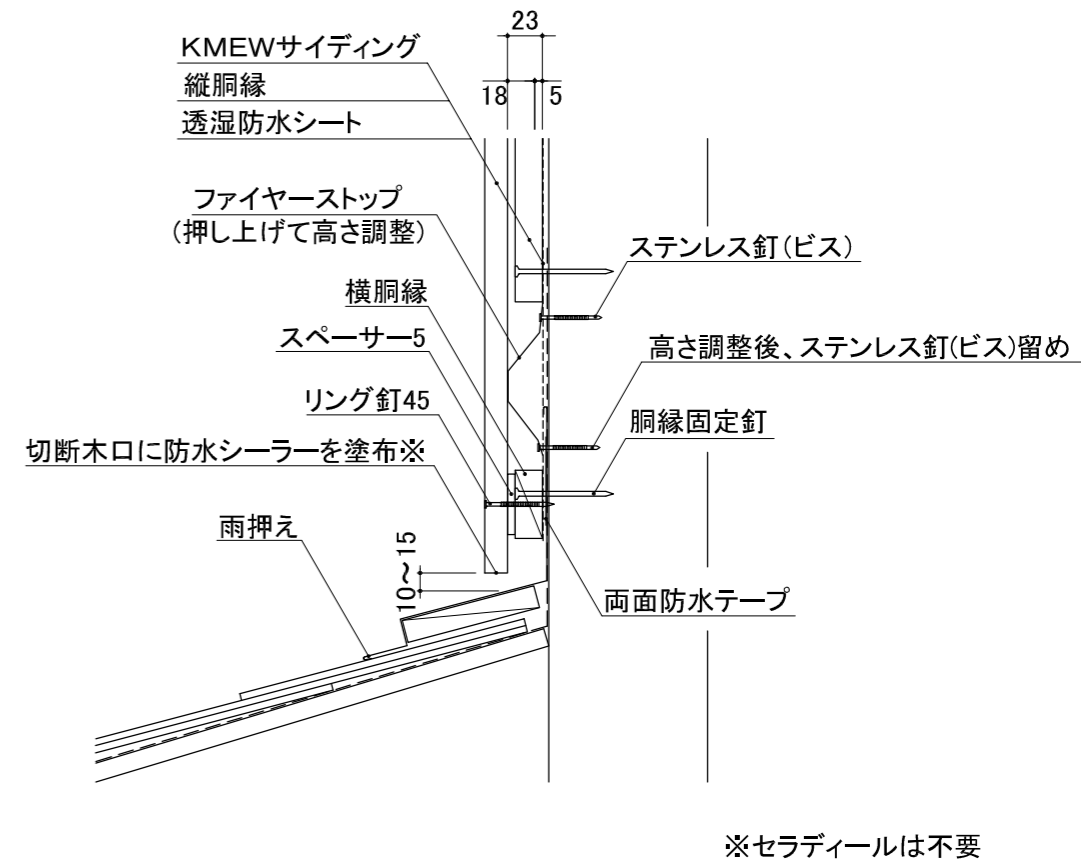 23
KMEWサイディング
縦胴縁
18
5
透湿防水シート
ファイヤーストップ
(押し上げて高さ調整)
ステンレス釘(ビス)
横胴縁
スペーサー5
高さ調整後、ステンレス釘(ビス)留め
リング釘45
胴縁固定釘
切断木口に防水シーラーを塗布※
雨押え
10～15
両面防水テープ
※セラディールは不要